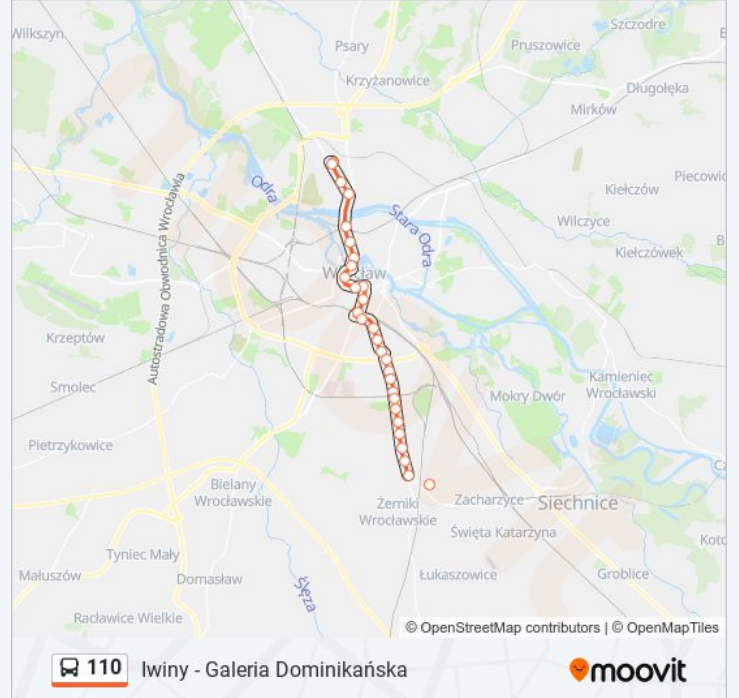 Wilkszyn
Szczodre
Psary
Pruszowice
Krzyżanowice
Długołęka
Mirków
Odra
Kiełczów
Piecowic
Stara Odra
Wilczyce
Kiełczówek
Autostradowa Obwodnica Wrocławia
Krzeptów
Kamieniec
Wrocławski
Smolec
Mokry Dwór
Pietrzykowice
Bielany
Wrocławskie
Żerniki
Wrocławskie
Zacharzyce
Siechnice
Święta Katarzyna
Koto
Tyniec Mały
Małuszów
Domasław
Łukaszowice
Groblice
Ślęza
Racławice Wielkie
© OpenStreetMap contributors | © OpenMapTiles
110 Iwiny - Galeria Dominikańska
moovit